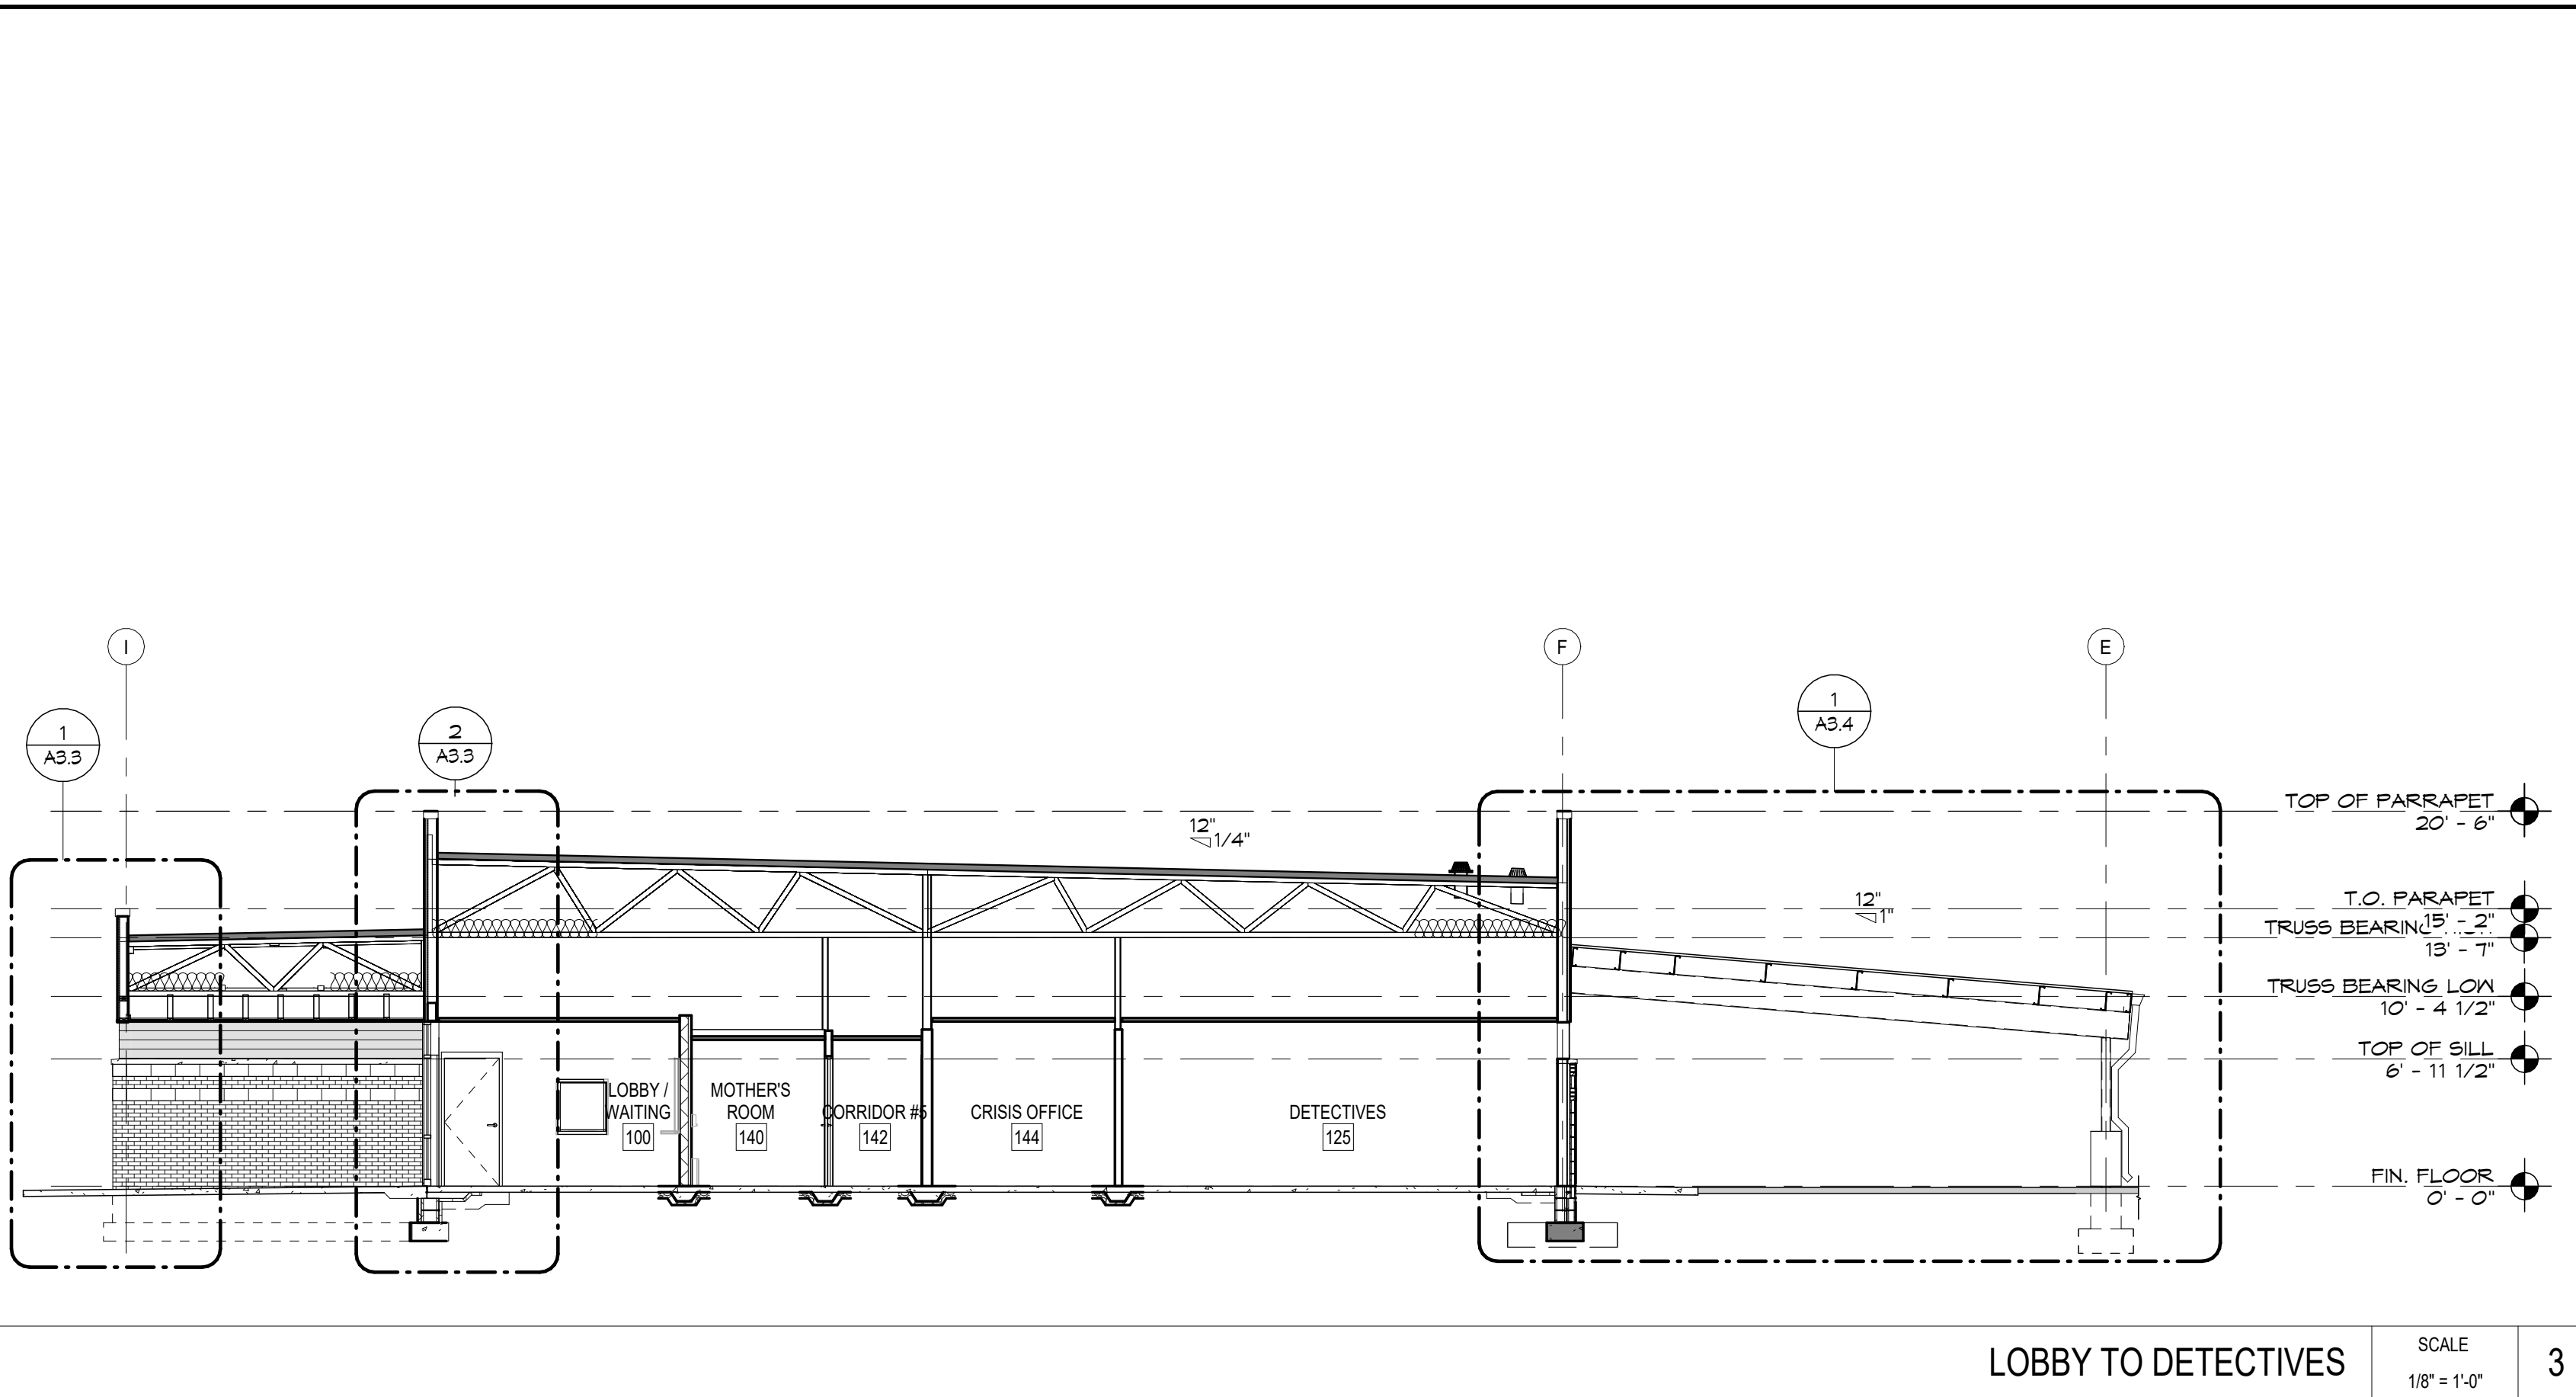 I
F
E
1
A3.3
2
A3.3
1
A3.4
12"
1/4"
12"
1"
TOP OF PARRAPET
20' - 6"
T.O. PARAPET
15' - 2"
TRUSS BEARING
13' - 7"
TRUSS BEARING LOW
10' - 4 1/2"
TOP OF SILL
6' - 11 1/2"
FIN. FLOOR
0' - 0"
LOBBY /
WAITING
100
MOTHER'S
ROOM
140
CORRIDOR #5
142
CRISIS OFFICE
144
DETECTIVES
125
LOBBY TO DETECTIVES
SCALE
1/8" = 1'-0"
3